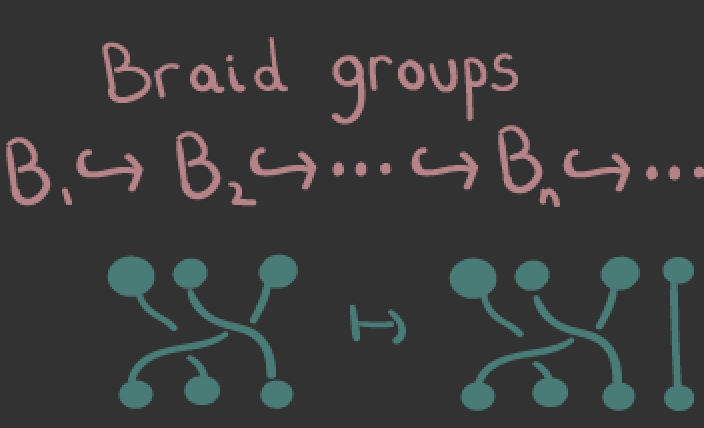 Braid groups
B₁ ↪ B₂ ↪ ⋯ ↪ Bₙ ↪ ⋯
↦